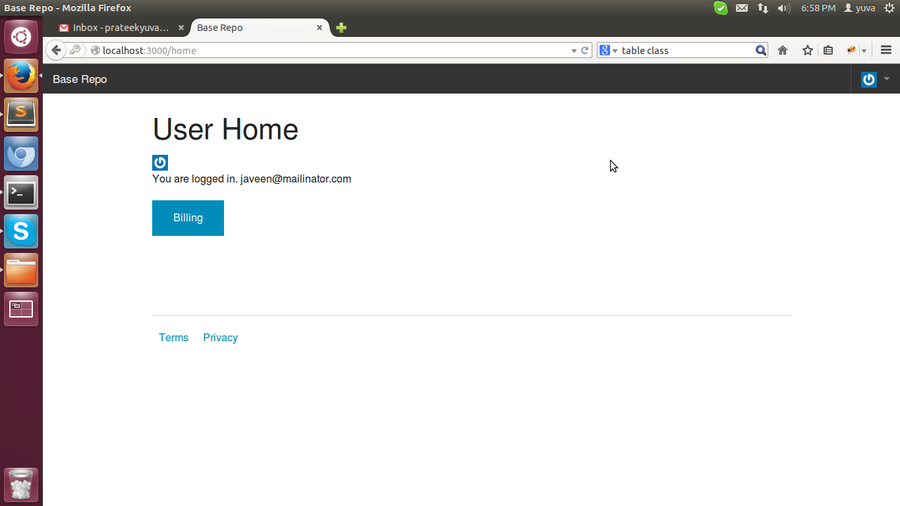 Base Repo - Mozilla Firefox
6:58 PM
yuva
Inbox - prateekyuva...
Base Repo
localhost:3000/home
table class
Base Repo
User Home
You are logged in. javeen@mailinator.com
Billing
Terms
Privacy